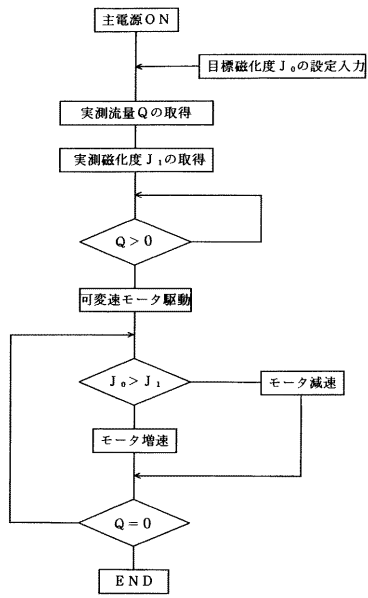 主電源ON
目標磁化度J₀の設定入力
実測流量Qの取得
実測磁化度J₁の取得
Q>0
可変速モータ駆動
J₀>J₁
モータ減速
モータ増速
Q=0
END